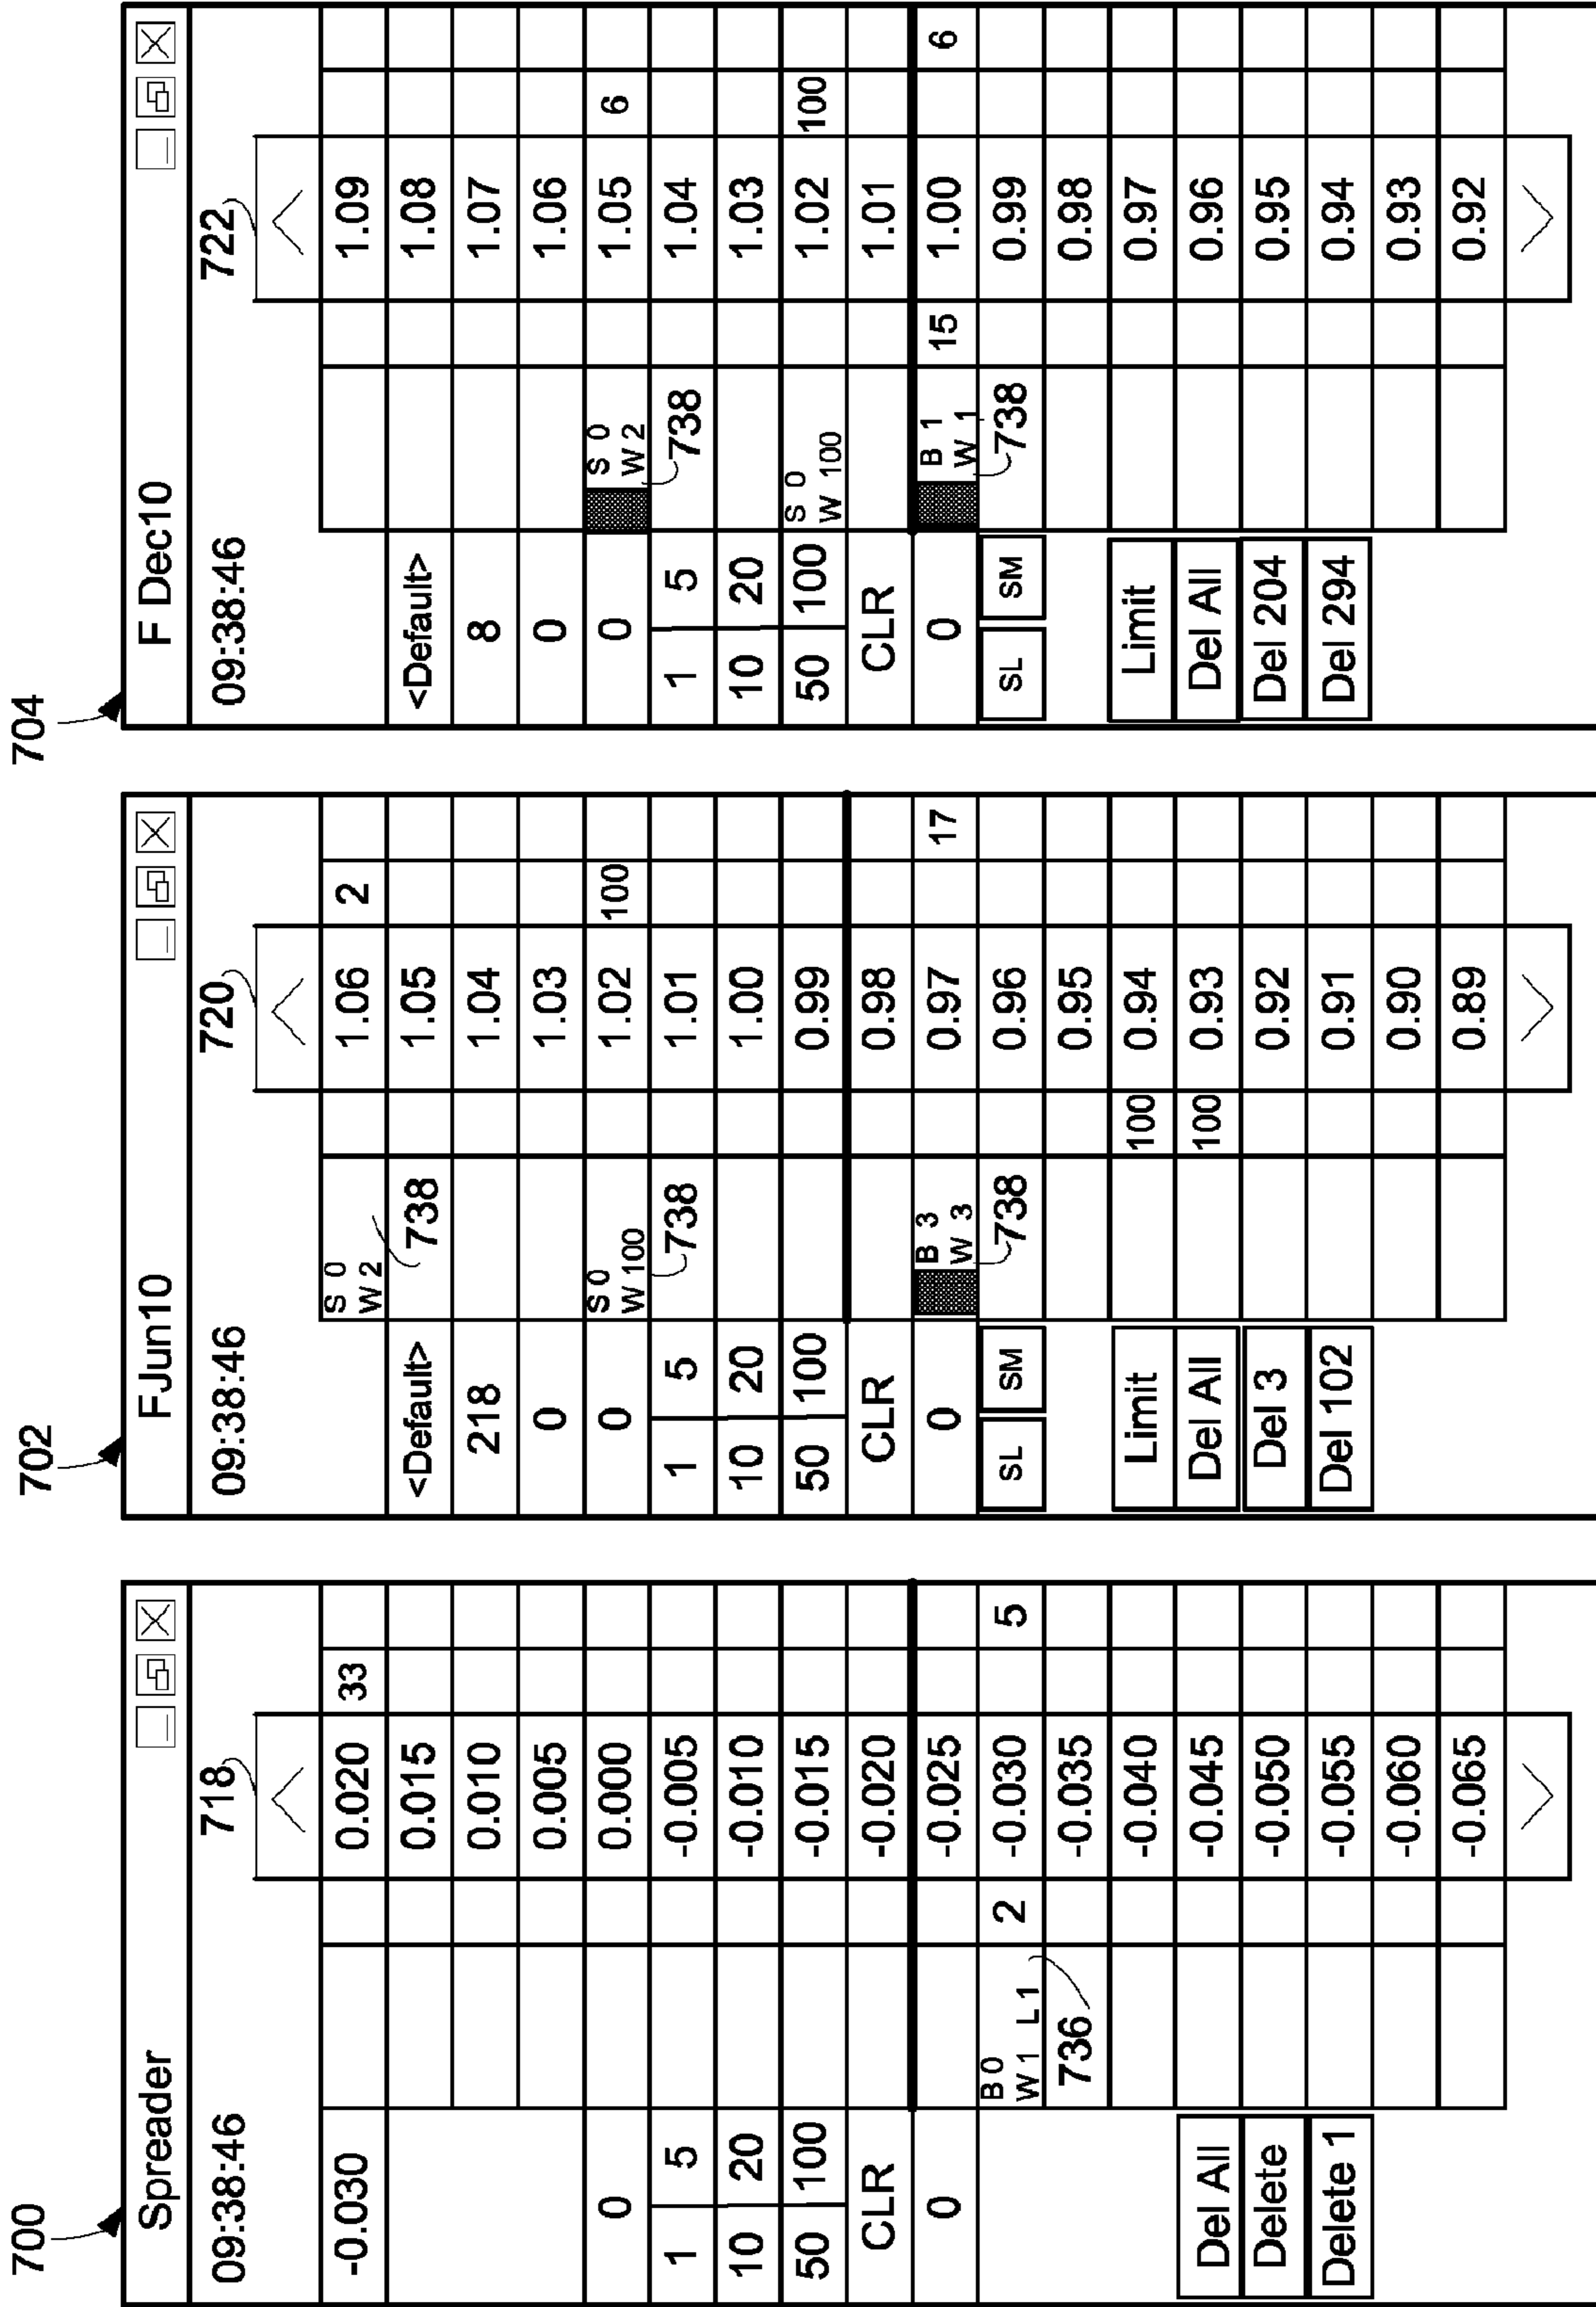 700
Spreader
09:38:46
718
-0.030 0.020 33
0.015
0.010
0.005
0 0.000
1 5 -0.005
10 20 -0.010
50 100 -0.015
CLR -0.020
0 -0.025
B 0
W 1 L 1 2 -0.030 5
736 -0.035
-0.040
Del All -0.045
Delete -0.050
Delete 1 -0.055
-0.060
-0.065
702
FJun10
09:38:46
720
S 0
W 2 1.06 2
<Default> 738 1.05
218 1.04
0 1.03
S 0
0 W 100 1.02 100
1 5 738 1.01
10 20 1.00
50 100 0.99
CLR 0.98
B 3
0 W 3 0.97 17
SL SM 738 0.96
0.95
Limit 100 0.94
Del All 100 0.93
Del 3 0.92
Del 102 0.91
0.90
0.89
704
F Dec10
09:38:46
722
1.09
<Default> 1.08
8 1.07
0 1.06
S 0
0 W 2 1.05 6
1 5 738 1.04
10 20 1.03
S 0
50 100 W 100 1.02 100
CLR 1.01
B 1
0 W 1 15 1.00 6
SL SM 738 0.99
0.98
Limit 0.97
Del All 0.96
Del 204 0.95
Del 294 0.94
0.93
0.92